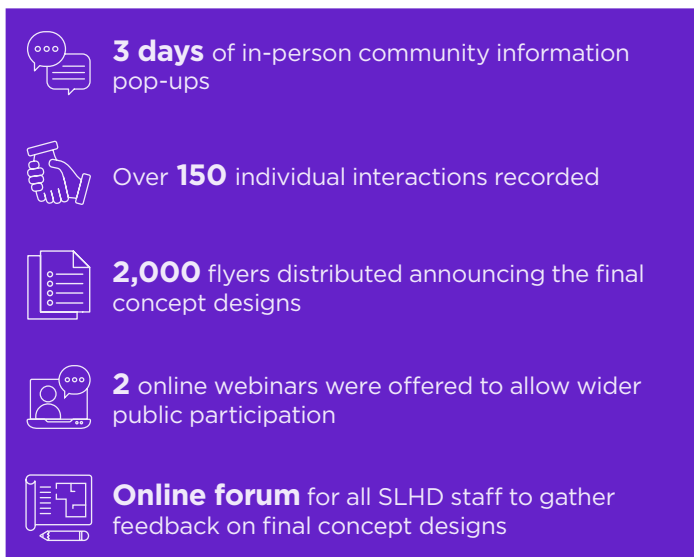 3 days of in-person community information
pop-ups
Over 150 individual interactions recorded
2,000 flyers distributed announcing the final
concept designs
2 online webinars were offered to allow wider
public participation
Online forum for all SLHD staff to gather
feedback on final concept designs